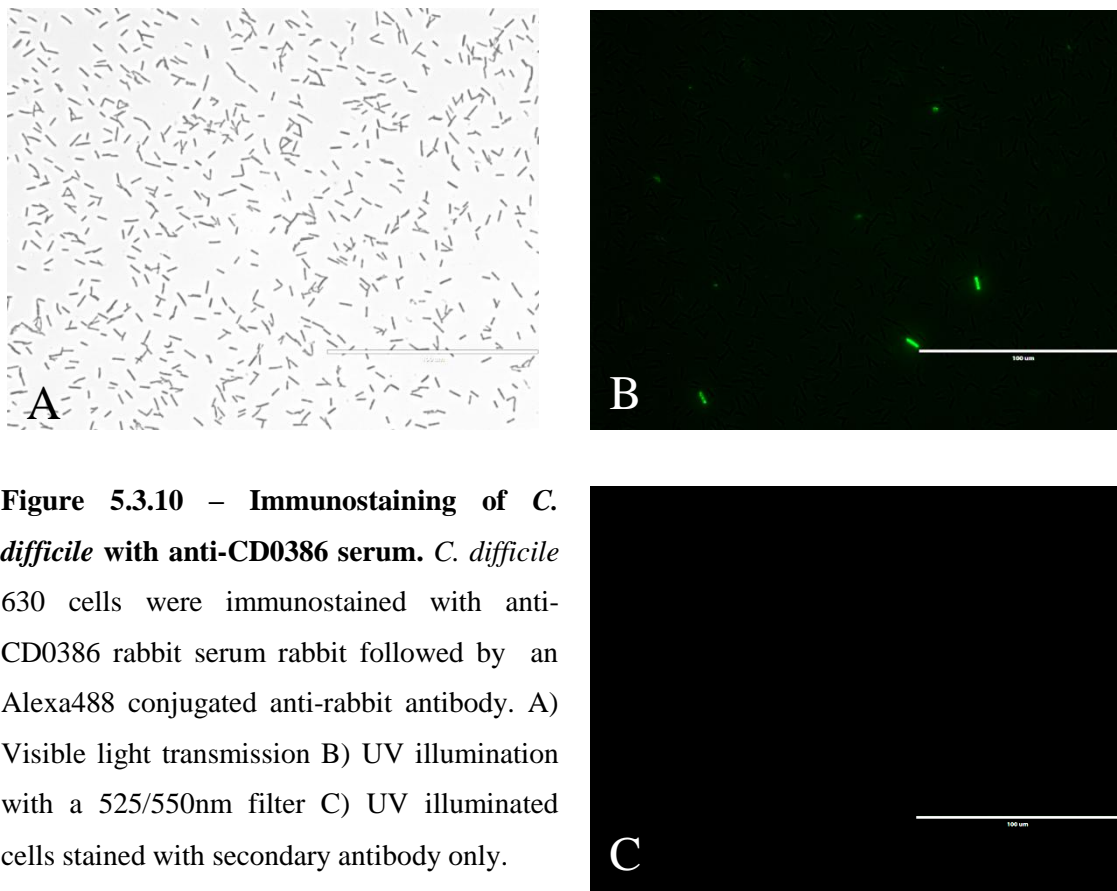 100 um
A
100 um
B
Figure 5.3.10 – Immunostaining of C.
difficile with anti-CD0386 serum. C. difficile
630 cells were immunostained with anti-
CD0386 rabbit serum rabbit followed by an
Alexa488 conjugated anti-rabbit antibody. A)
Visible light transmission B) UV illumination
with a 525/550nm filter C) UV illuminated
cells stained with secondary antibody only.
100 um
C